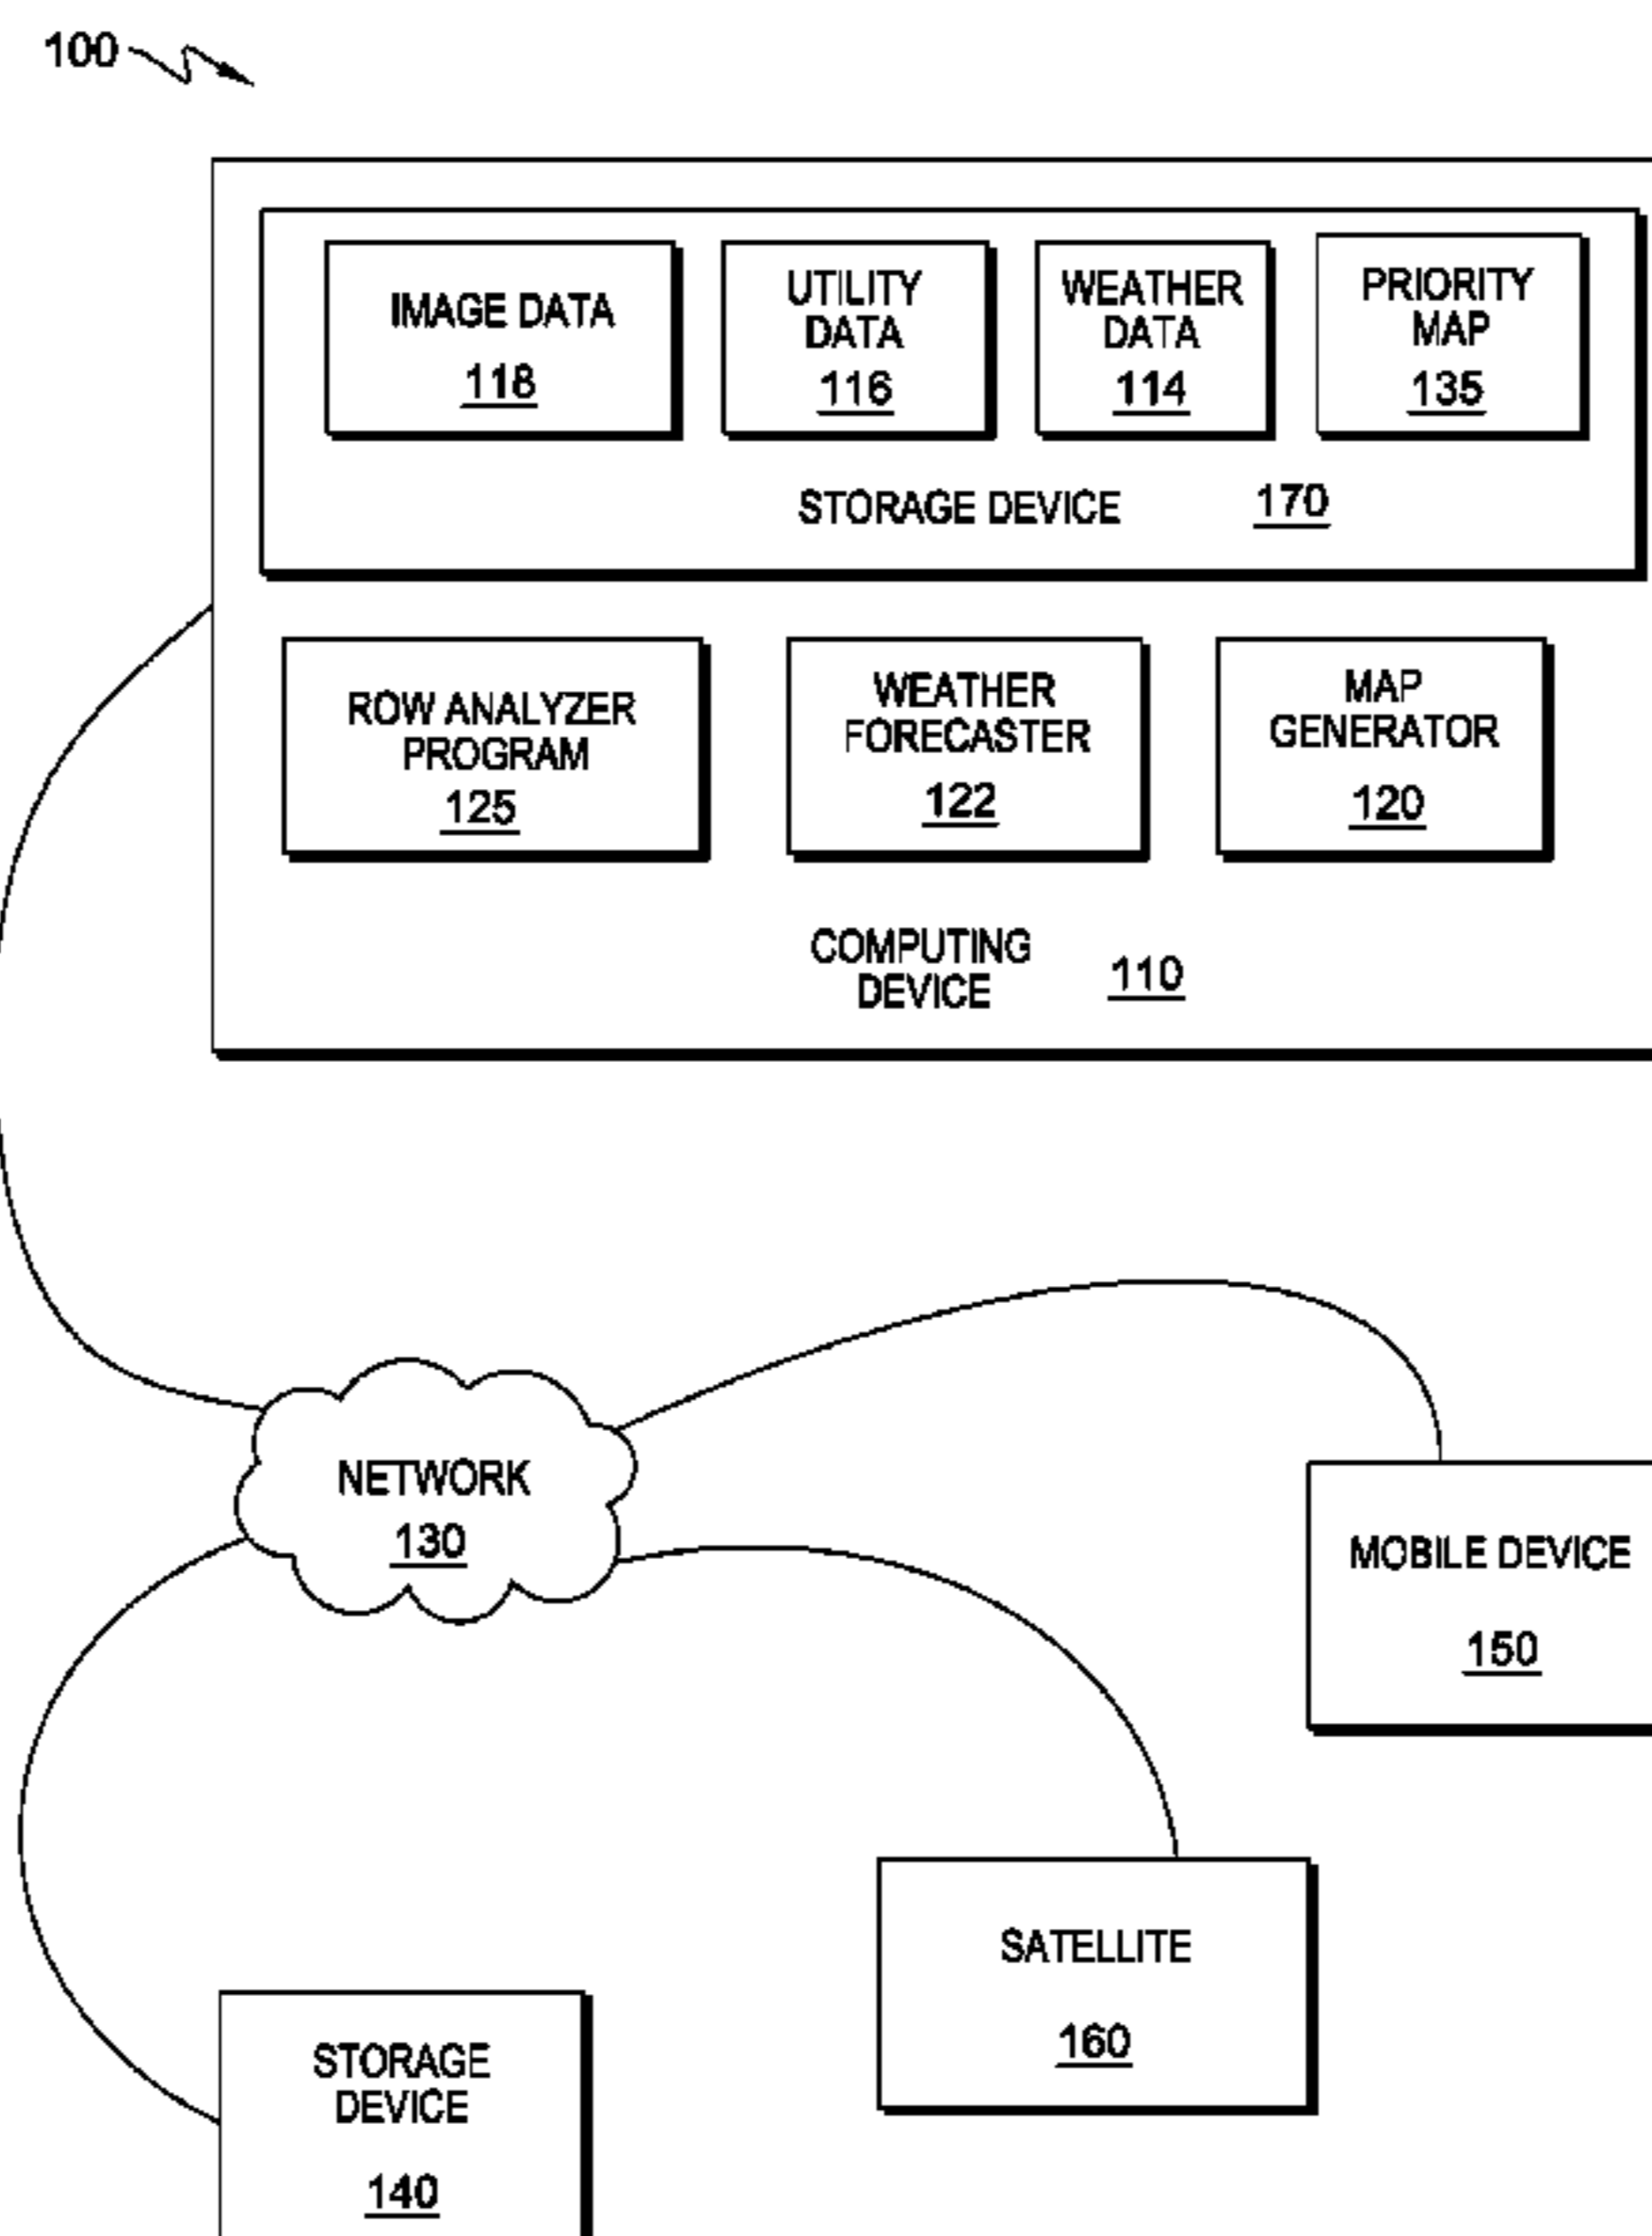 100
IMAGE DATA
118
UTILITY
DATA
116
WEATHER
DATA
114
PRIORITY
MAP
135
STORAGE DEVICE 170
ROW ANALYZER
PROGRAM
125
WEATHER
FORECASTER
122
MAP
GENERATOR
120
COMPUTING
DEVICE
110
NETWORK
130
MOBILE DEVICE
150
SATELLITE
160
STORAGE
DEVICE
140